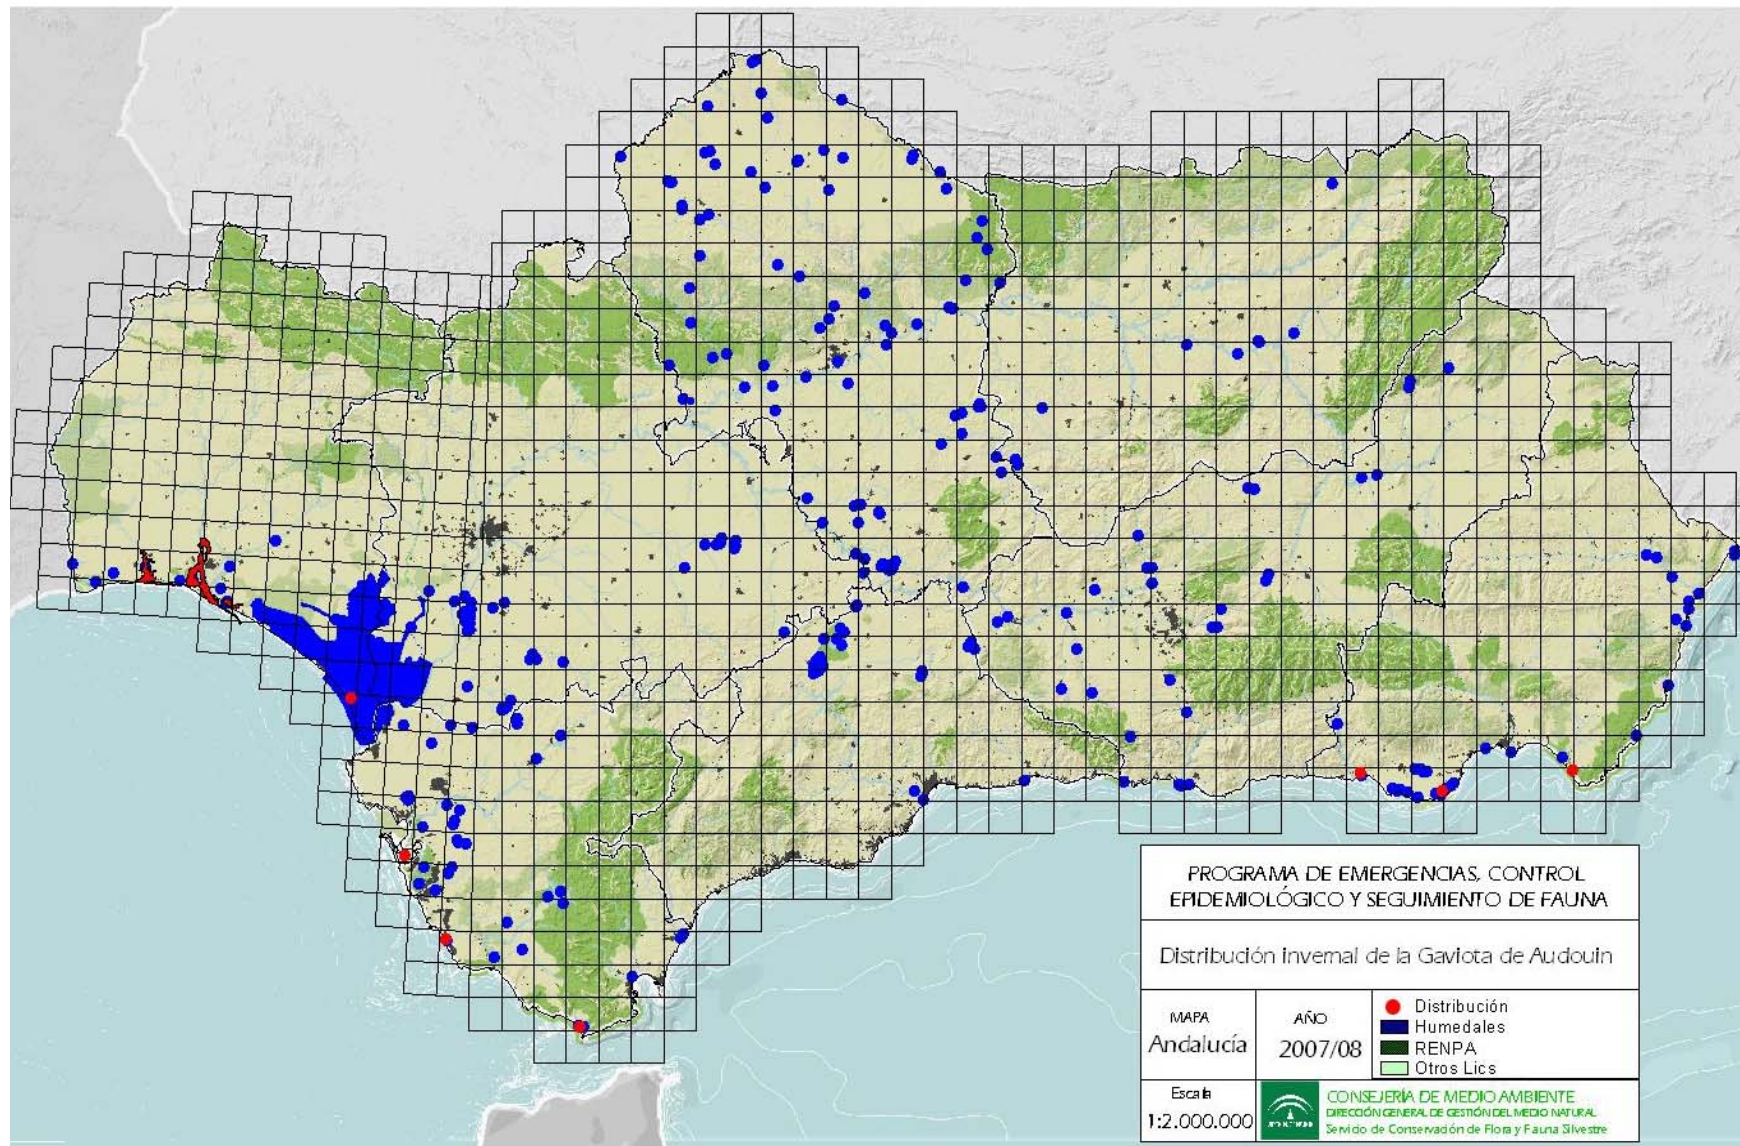 PROGRAMA DE EMERGENCIAS, CONTROL
EPIDEMIOLÓGICO Y SEGUIMIENTO DE FAUNA
Distribución invernal de la Gaviota de Audouin
MAPA
Andalucía
AÑO
2007/08
Distribución
Humedales
RENPA
Otros Lics
Escala
1:2.000.000
CONSEJERÍA DE MEDIO AMBIENTE
DIRECCIÓN GENERAL DE GESTIÓN DEL MEDIO NATURAL
Servicio de Conservación de Flora y Fauna Silvestre